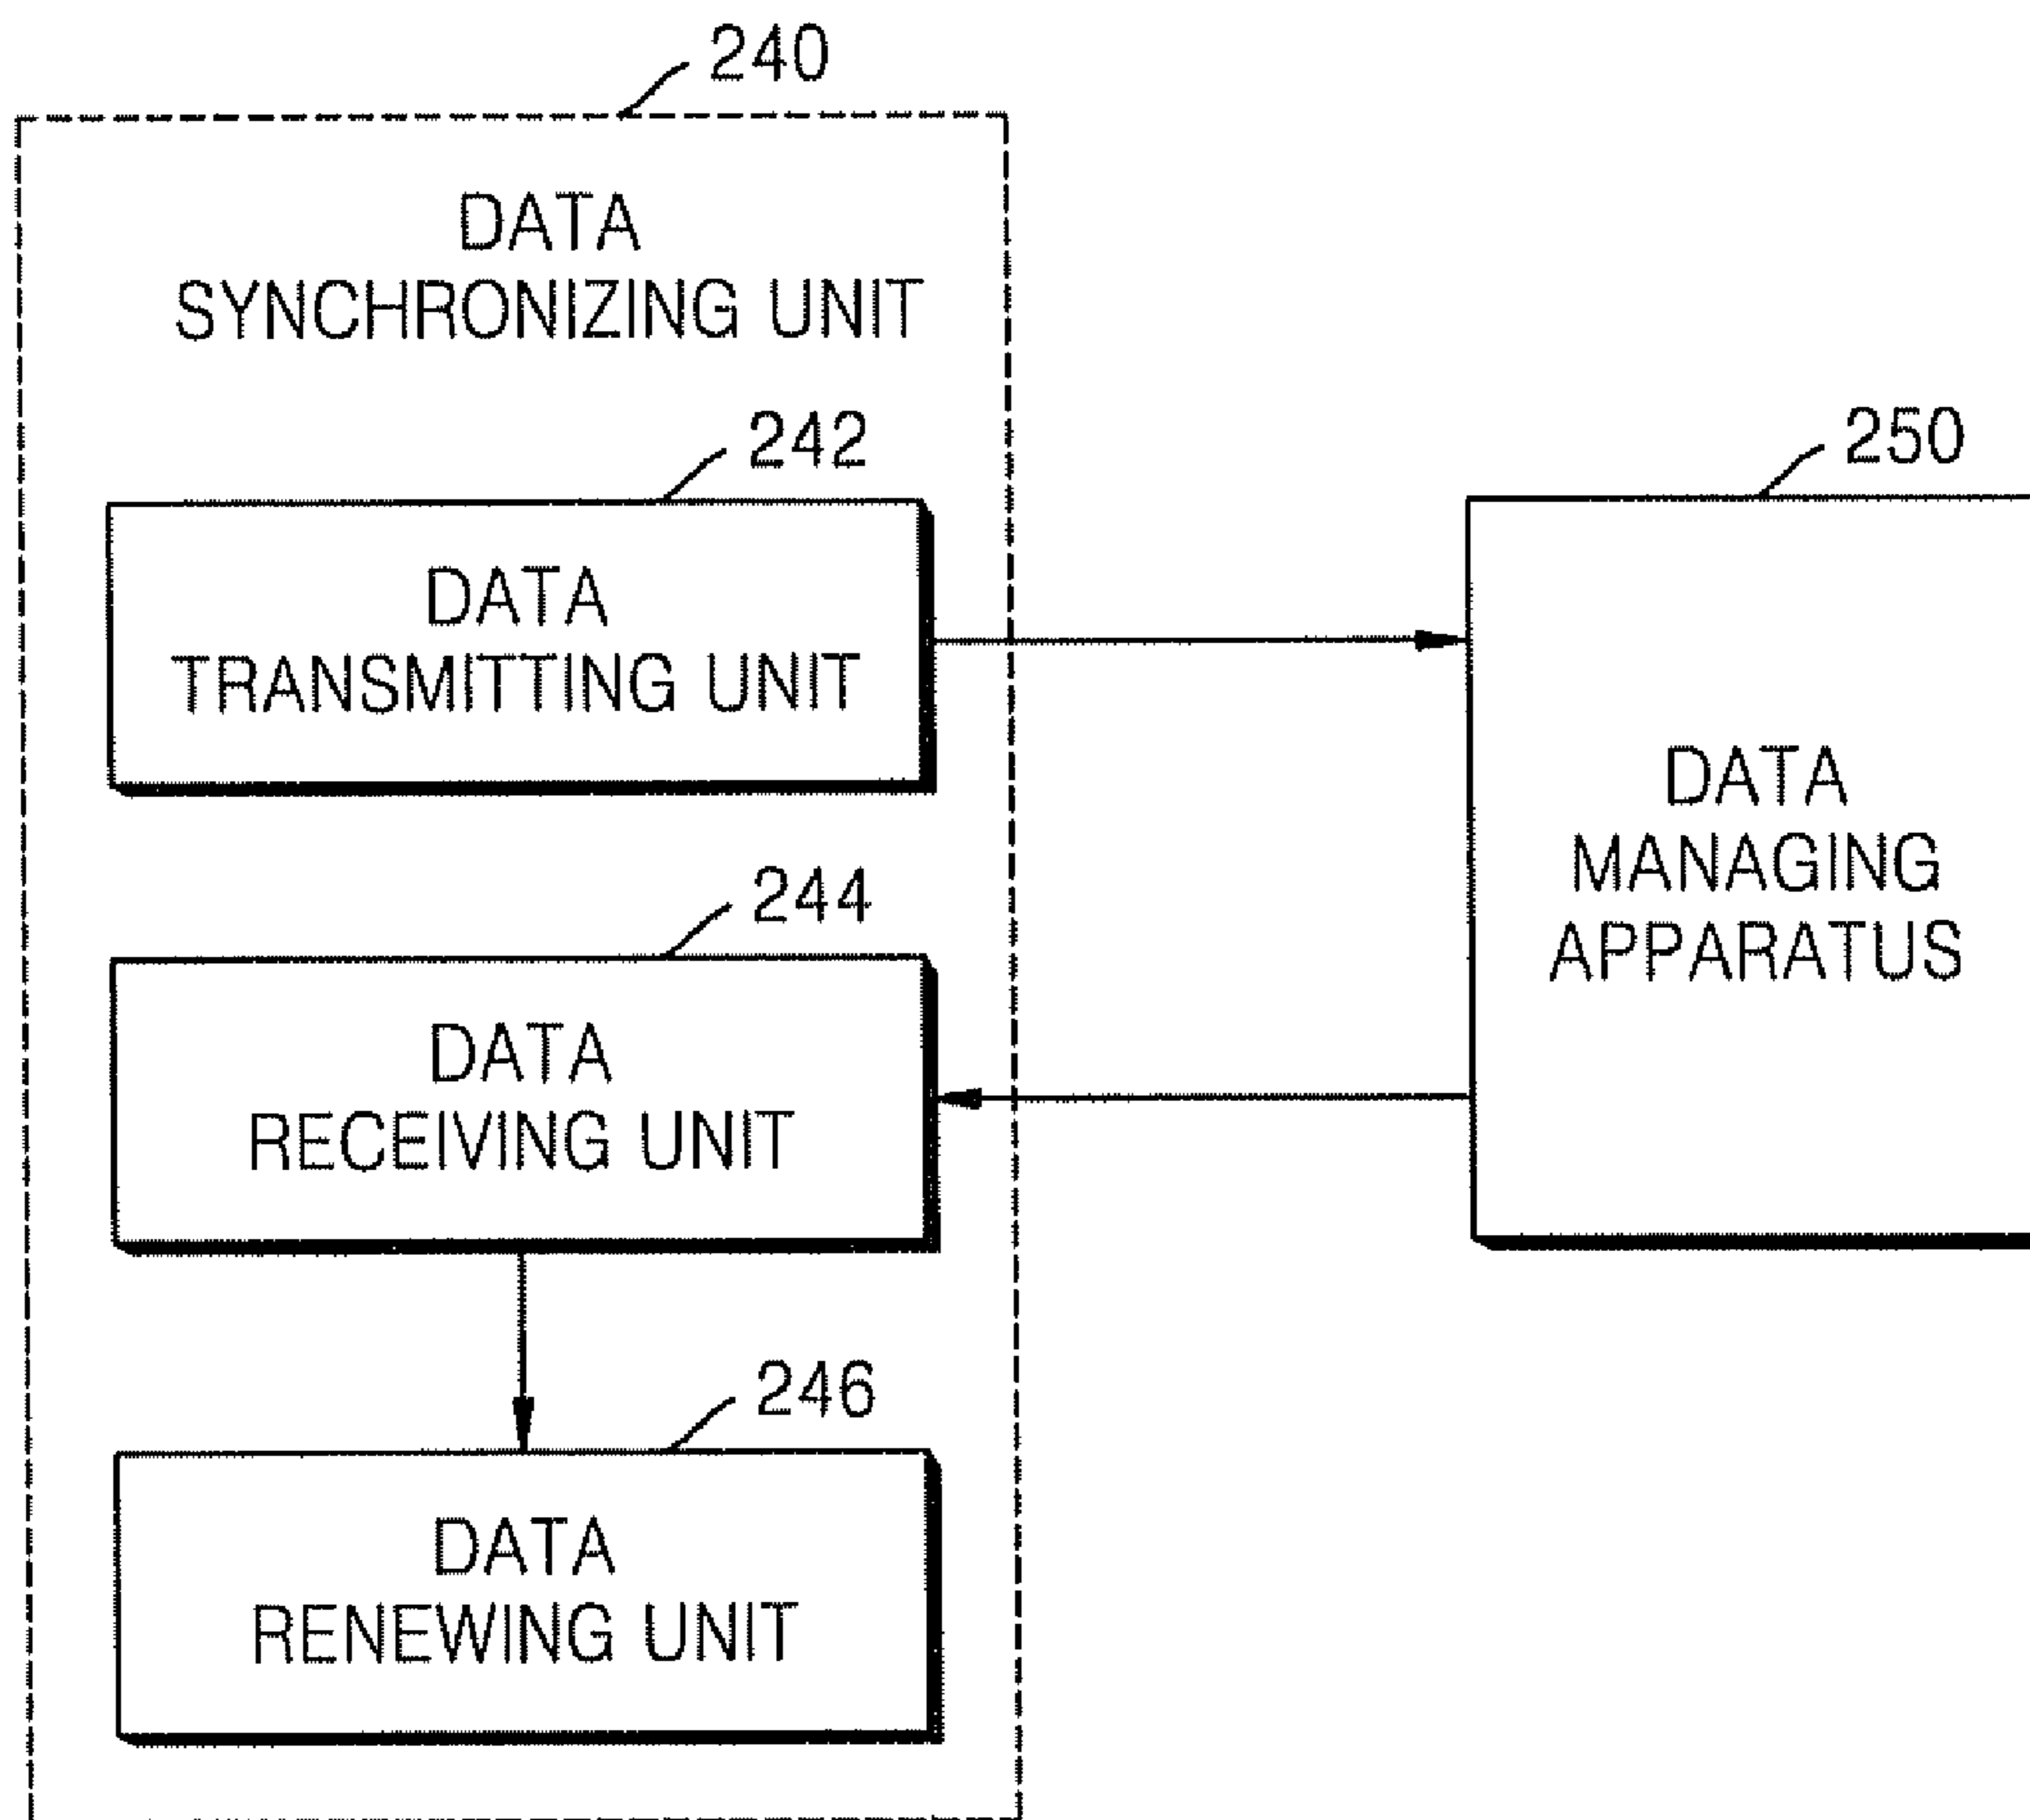 240
DATA
SYNCHRONIZING UNIT
242
DATA
TRANSMITTING UNIT
250
DATA
MANAGING
APPARATUS
244
DATA
RECEIVING UNIT
246
DATA
RENEWING UNIT